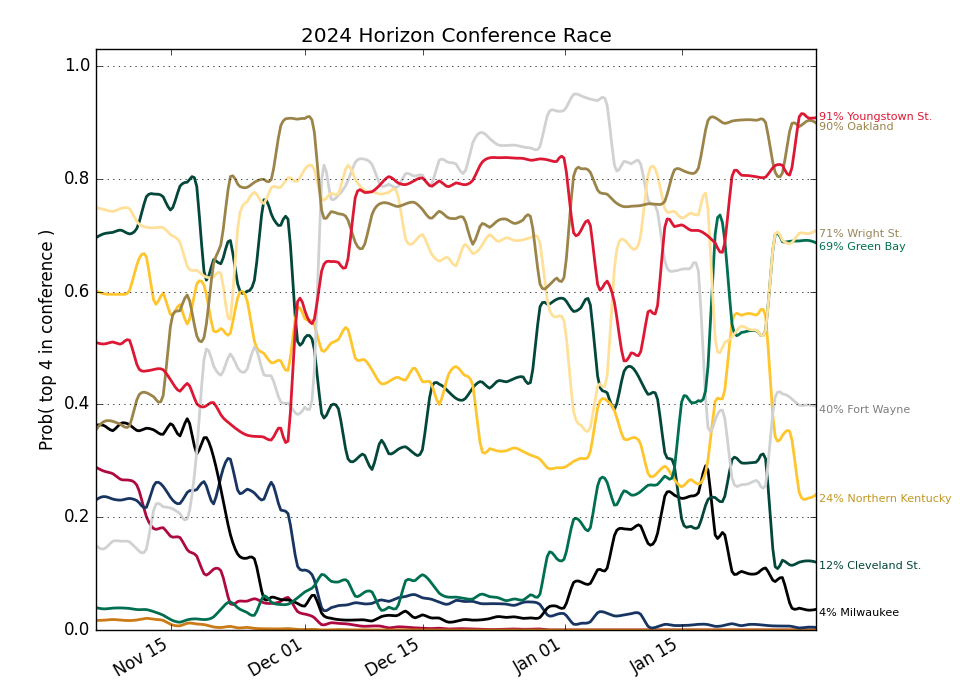 2024 Horizon Conference Race
Prob( top 4 in conference )
1.0
0.8
0.6
0.4
0.2
0.0
Nov 15
Dec 01
Dec 15
Jan 01
Jan 15
91% Youngstown St.
90% Oakland
71% Wright St.
69% Green Bay
40% Fort Wayne
24% Northern Kentucky
12% Cleveland St.
4% Milwaukee